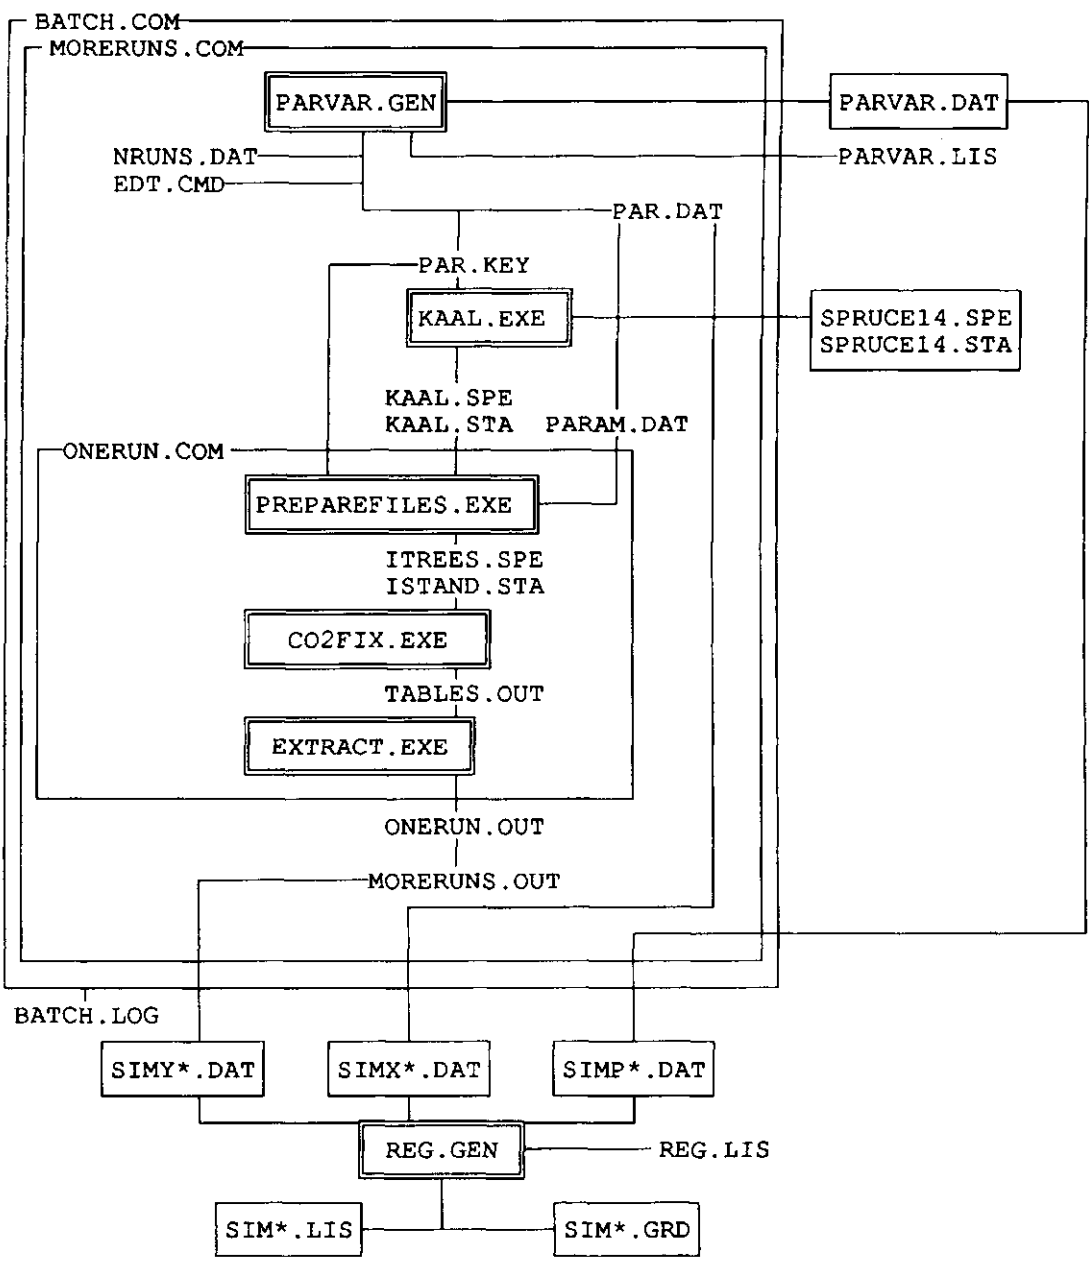 BATCH.COM
MORERUNS.COM
PARVAR.GEN
PARVAR.DAT
NRUNS.DAT
PARVAR.LIS
EDT.CMD
PAR.DAT
PAR.KEY
KAAL.EXE
SPRUCE14.SPE
SPRUCE14.STA
KAAL.SPE
KAAL.STA
PARAM.DAT
ONERUN.COM
PREPAREFILES.EXE
ITREES.SPE
ISTAND.STA
CO2FIX.EXE
TABLES.OUT
EXTRACT.EXE
ONERUN.OUT
MORERUNS.OUT
BATCH.LOG
SIMY*.DAT
SIMX*.DAT
SIMP*.DAT
REG.GEN
REG.LIS
SIM*.LIS
SIM*.GRD